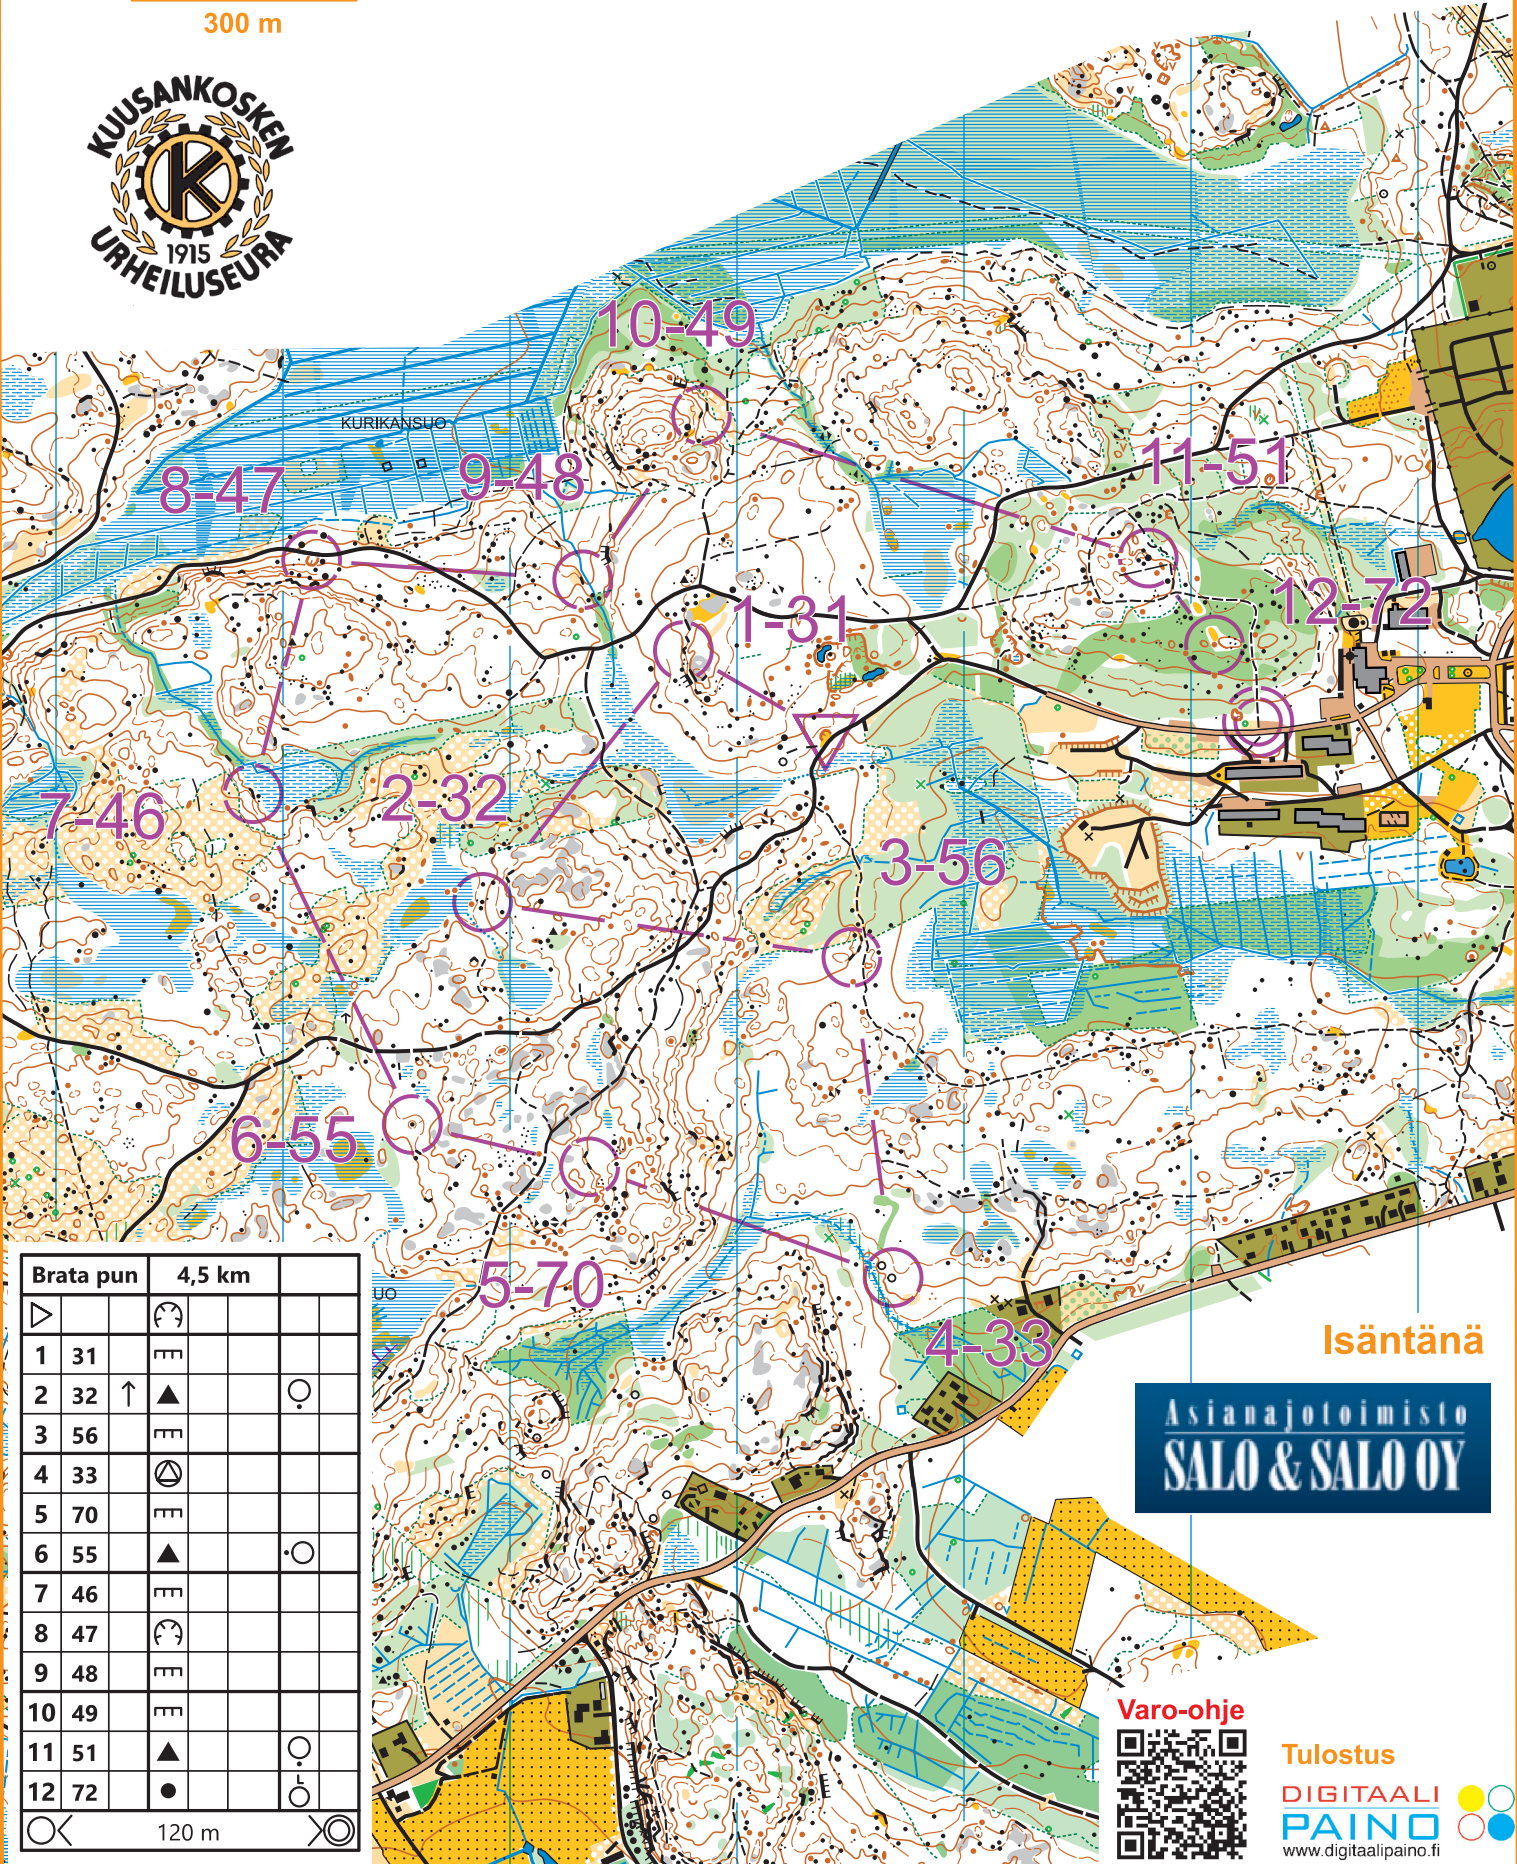 300 m
KUUSANKOSKEN
K
1915
URHEILUSEURA
10-49
KURIKANSUO
11-51
8-47
9-48
12-72
1-31
2-32
7-46
3-56
6-55
5-70
UO
4-33
Brata pun 4,5 km
1 31
2 32
3 56
4 33
5 70
6 55
7 46
8 47
9 48
10 49
11 51
12 72
120 m
Isäntänä
Asianajotoimisto
SALO & SALO OY
Varo-ohje
Tulostus
DIGITAALI
PAINO
www.digitaalipaino.fi